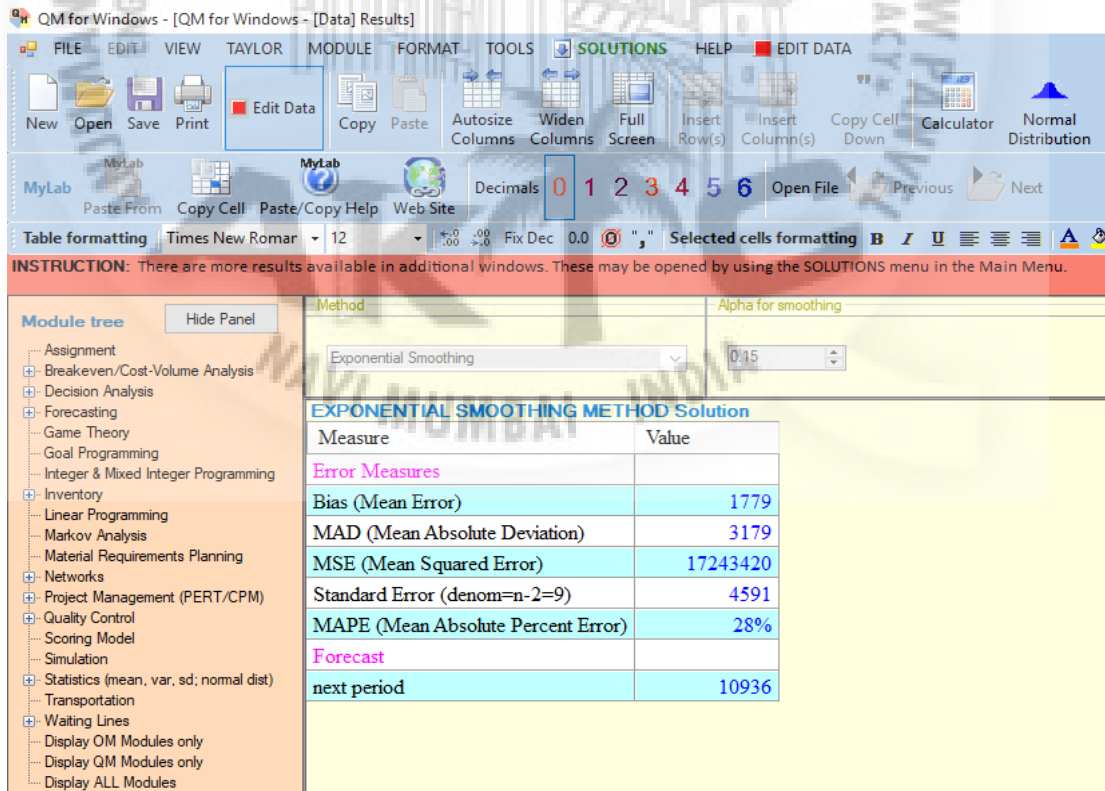 QM for Windows - [QM for Windows - [Data] Results]
FILE EDIT VIEW TAYLOR MODULE FORMAT TOOLS SOLUTIONS HELP EDIT DATA
New Open Save Print Edit Data Copy Paste Autosize Columns Widen Columns Full Screen Insert Row(s) Insert Column(s) Copy Cell Down Calculator Normal Distribution
MyLab MyLab Paste From Copy Cell MyLab Paste/Copy Help Web Site Decimals 0 1 2 3 4 5 6 Open File Previous Next
Table formatting Times New Romar 12 Fix Dec 0.0 0 "," Selected cells formatting B I U A
INSTRUCTION: There are more results available in additional windows. These may be opened by using the SOLUTIONS menu in the Main Menu.
Module tree Hide Panel
Assignment
Breakeven/Cost-Volume Analysis
Decision Analysis
Forecasting
Game Theory
Goal Programming
Integer & Mixed Integer Programming
Inventory
Linear Programming
Markov Analysis
Material Requirements Planning
Networks
Project Management (PERT/CPM)
Quality Control
Scoring Model
Simulation
Statistics (mean, var, sd; normal dist)
Transportation
Waiting Lines
Display OM Modules only
Display QM Modules only
Display ALL Modules
Method
Exponential Smoothing
Alpha for smoothing
0.15
EXPONENTIAL SMOOTHING METHOD Solution
Measure Value
Error Measures
Bias (Mean Error) 1779
MAD (Mean Absolute Deviation) 3179
MSE (Mean Squared Error) 17243420
Standard Error (denom=n-2=9) 4591
MAPE (Mean Absolute Percent Error) 28%
Forecast
next period 10936
NAVI MUMBAI INDIA